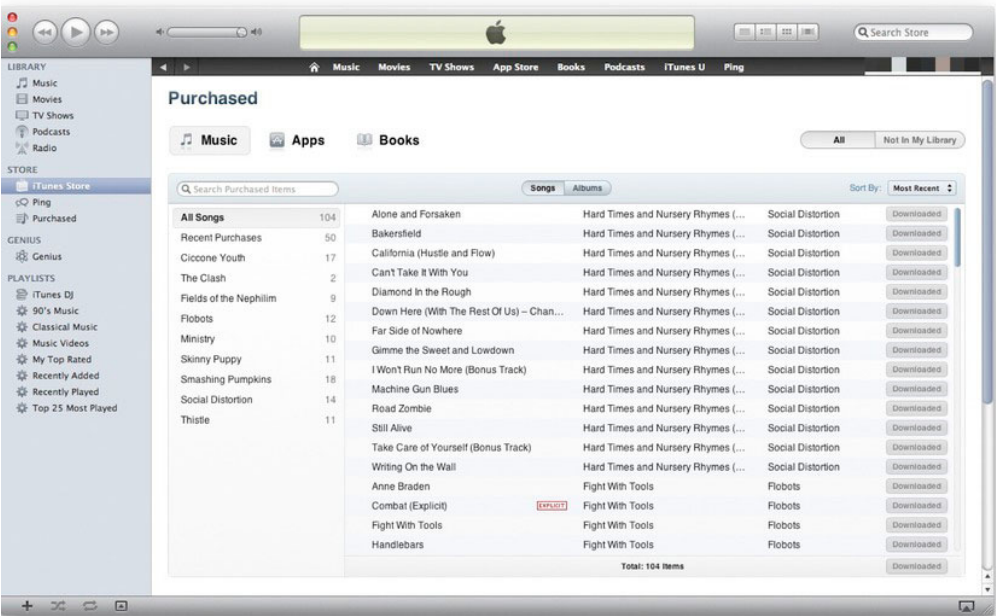 Search Store
LIBRARY
Music
Movies
TV Shows
Podcasts
Radio
STORE
iTunes Store
Ping
Purchased
GENIUS
Genius
PLAYLISTS
iTunes DJ
90's Music
Classical Music
Music Videos
My Top Rated
Recently Added
Recently Played
Top 25 Most Played
Music Movies TV Shows App Store Books Podcasts iTunes U Ping
Purchased
Music Apps Books All Not In My Library
Search Purchased Items Songs Albums Sort By: Most Recent
All Songs 104
Recent Purchases 50
Ciccone Youth 17
The Clash 2
Fields of the Nephilim 9
Flobots 12
Ministry 10
Skinny Puppy 11
Smashing Pumpkins 18
Social Distortion 14
Thistle 11
Alone and Forsaken Hard Times and Nursery Rhymes (... Social Distortion Downloaded
Bakersfield Hard Times and Nursery Rhymes (... Social Distortion Downloaded
California (Hustle and Flow) Hard Times and Nursery Rhymes (... Social Distortion Downloaded
Can't Take It With You Hard Times and Nursery Rhymes (... Social Distortion Downloaded
Diamond In the Rough Hard Times and Nursery Rhymes (... Social Distortion Downloaded
Down Here (With The Rest Of Us) – Chan... Hard Times and Nursery Rhymes (... Social Distortion Downloaded
Far Side of Nowhere Hard Times and Nursery Rhymes (... Social Distortion Downloaded
Gimme the Sweet and Lowdown Hard Times and Nursery Rhymes (... Social Distortion Downloaded
I Won't Run No More (Bonus Track) Hard Times and Nursery Rhymes (... Social Distortion Downloaded
Machine Gun Blues Hard Times and Nursery Rhymes (... Social Distortion Downloaded
Road Zombie Hard Times and Nursery Rhymes (... Social Distortion Downloaded
Still Alive Hard Times and Nursery Rhymes (... Social Distortion Downloaded
Take Care of Yourself (Bonus Track) Hard Times and Nursery Rhymes (... Social Distortion Downloaded
Writing On the Wall Hard Times and Nursery Rhymes (... Social Distortion Downloaded
Anne Braden Fight With Tools Flobots Downloaded
Combat (Explicit) EXPLICIT Fight With Tools Flobots Downloaded
Fight With Tools Fight With Tools Flobots Downloaded
Handlebars Fight With Tools Flobots Downloaded
Total: 104 Items Downloaded